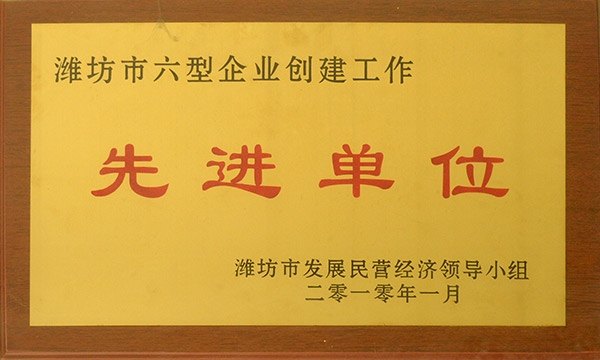 潍坊市六型企业创建工作
先进单位
潍坊市发展民营经济领导小组
二零一零年一月